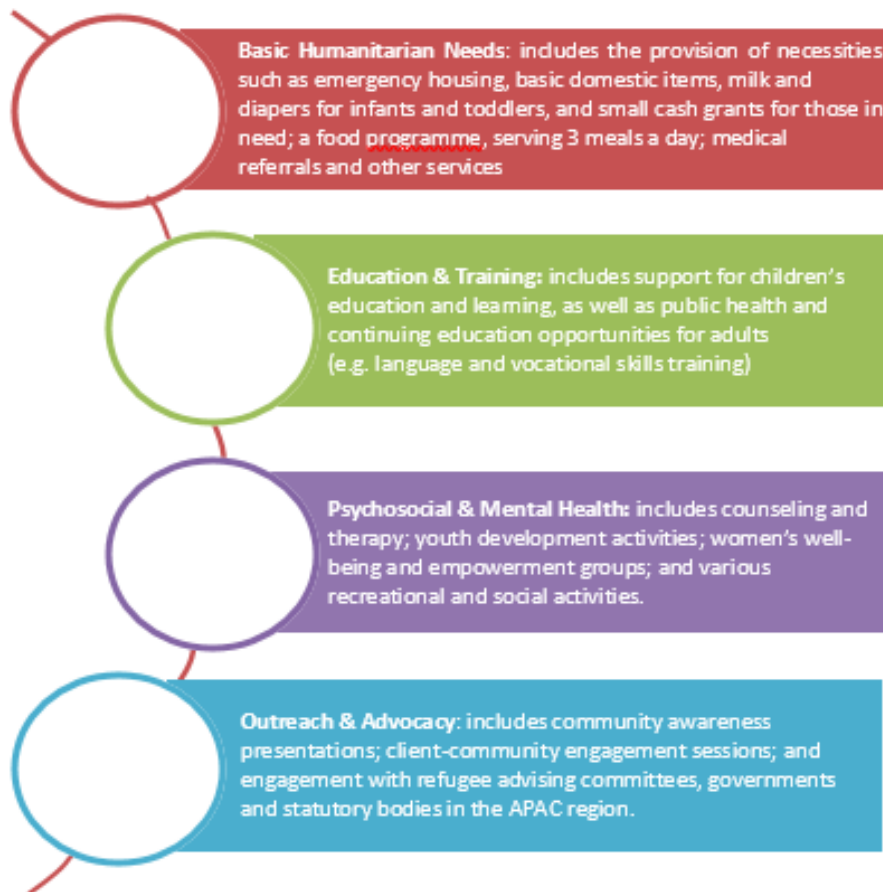 Basic Humanitarian Needs: includes the provision of necessities
such as emergency housing, basic domestic items, milk and
diapers for infants and toddlers, and small cash grants for those in
need; a food programme, serving 3 meals a day; medical
referrals and other services
Education & Training: includes support for children's
education and learning, as well as public health and
continuing education opportunities for adults
(e.g. language and vocational skills training)
Psychosocial & Mental Health: includes counseling and
therapy; youth development activities; women's well-
being and empowerment groups; and various
recreational and social activities.
Outreach & Advocacy: includes community awareness
presentations; client-community engagement sessions; and
engagement with refugee advising committees, governments
and statutory bodies in the APAC region.